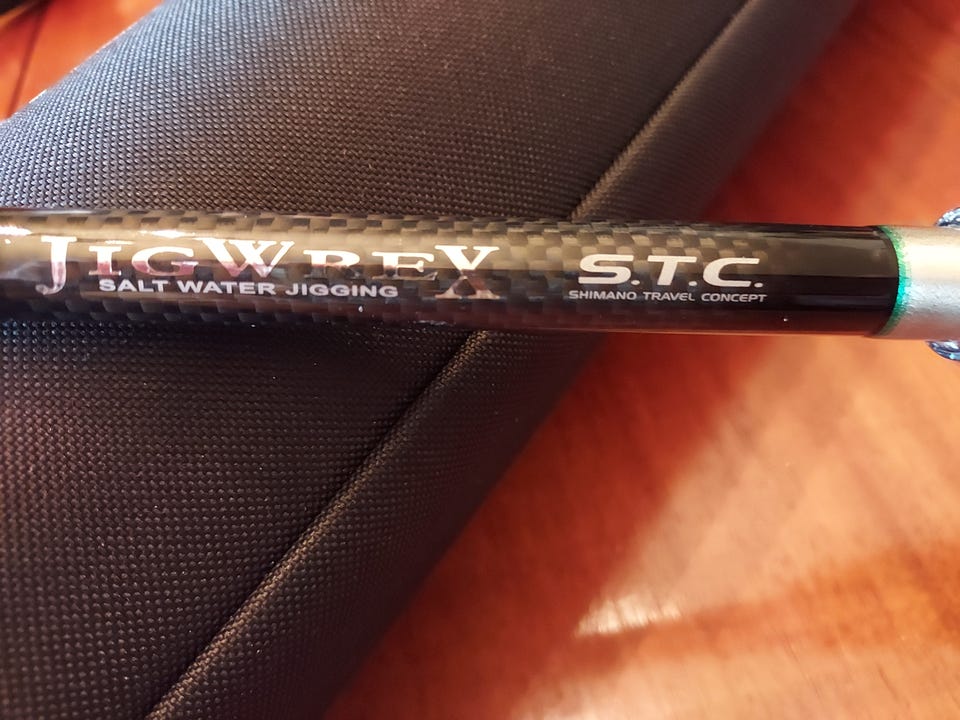 JIGWREX
SALT WATER JIGGING
S.T.C.
SHIMANO TRAVEL CONCEPT